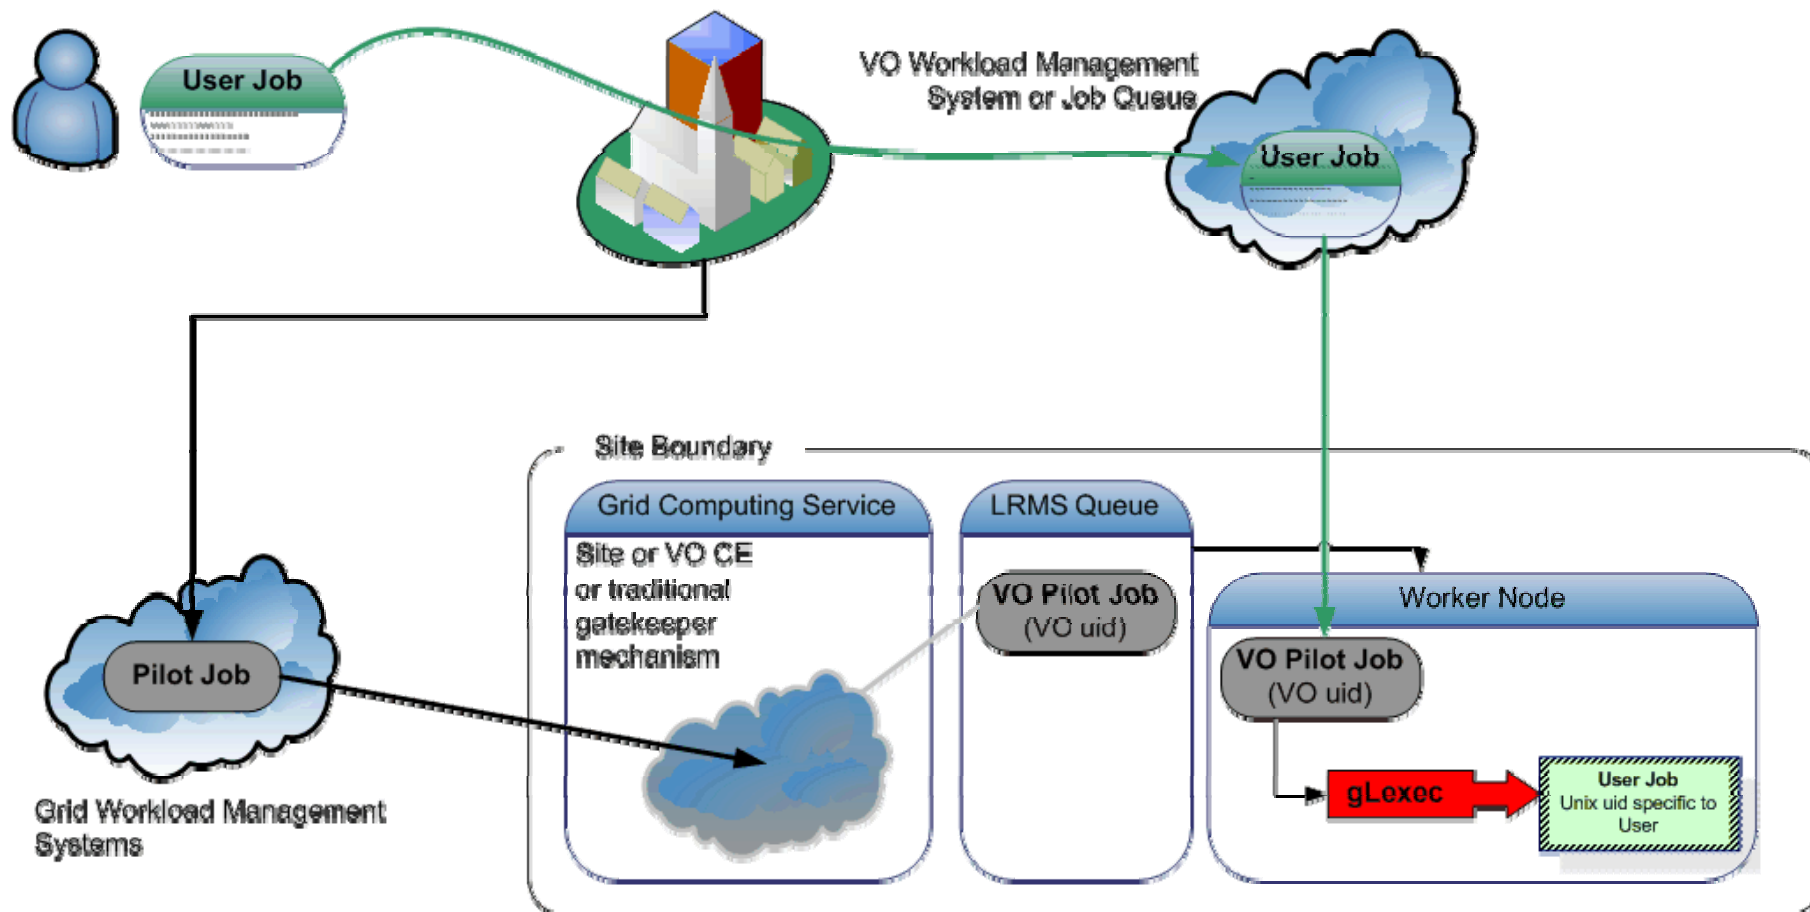 User Job
VO Workload Management
System or Job Queue
User Job
Site Boundary
Grid Computing Service
LRMS Queue
Site or VO CE
or traditional
gatekeeper
mechanism
VO Pilot Job
(VO uid)
Worker Node
Pilot Job
VO Pilot Job
(VO uid)
gLexec
User Job
Unix uid specific to
User
Grid Workload Management
Systems